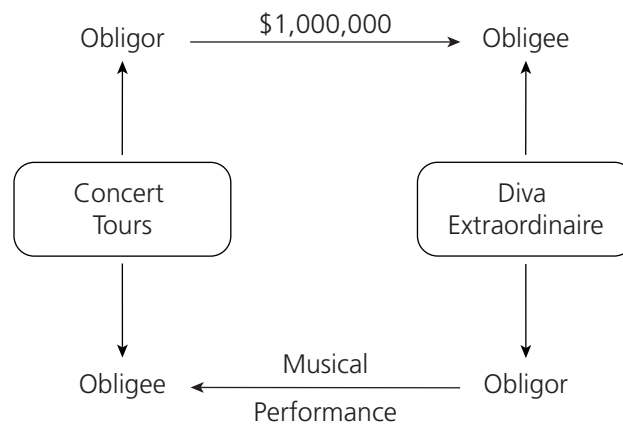 Obligor
$1,000,000
Obligee
Concert
Tours
Diva
Extraordinaire
Obligee
Musical
Performance
Obligor